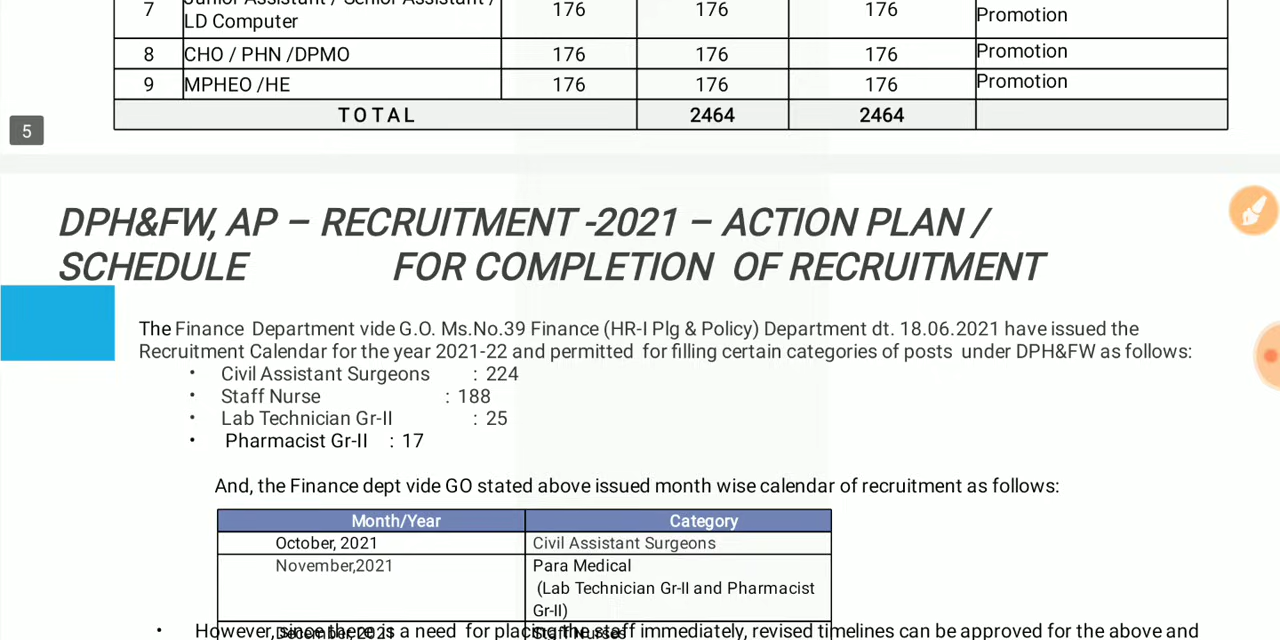 7 Junior Assistant / Senior Assistant / 176 176 176 Promotion
LD Computer
8 CHO / PHN /DPMO 176 176 176 Promotion
9 MPHEO /HE 176 176 176 Promotion
TOTAL 2464 2464
5
DPH&FW, AP – RECRUITMENT -2021 – ACTION PLAN /
SCHEDULE FOR COMPLETION OF RECRUITMENT
The Finance Department vide G.O. Ms.No.39 Finance (HR-I Plg & Policy) Department dt. 18.06.2021 have issued the
Recruitment Calendar for the year 2021-22 and permitted for filling certain categories of posts under DPH&FW as follows:
• Civil Assistant Surgeons : 224
• Staff Nurse : 188
• Lab Technician Gr-II : 25
• Pharmacist Gr-II : 17
And, the Finance dept vide GO stated above issued month wise calendar of recruitment as follows:
Month/Year Category
October, 2021 Civil Assistant Surgeons
November,2021 Para Medical
(Lab Technician Gr-II and Pharmacist
Gr-II)
December, 2021 Staff Nurses
• However, since there is a need for placing the staff immediately, revised timelines can be approved for the above and